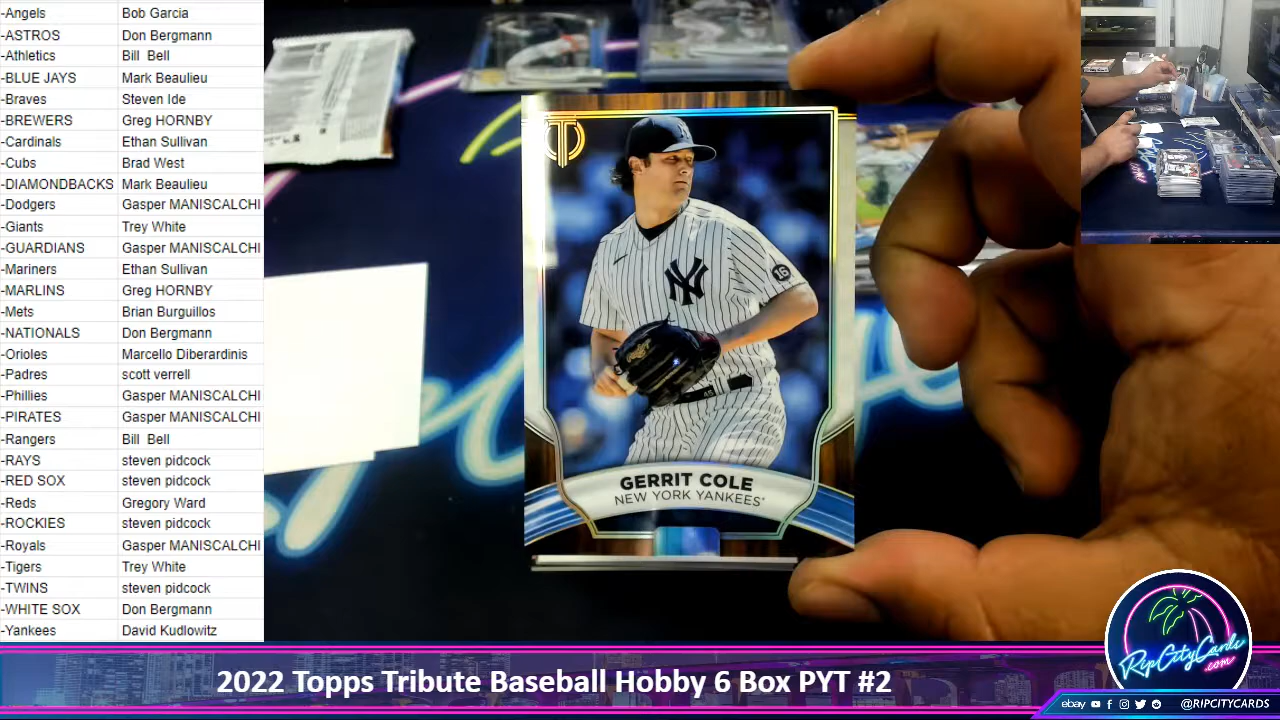 -Angels Bob Garcia
-ASTROS Don Bergmann
-Athletics Bill Bell
-BLUE JAYS Mark Beaulieu
-Braves Steven Ide
-BREWERS Greg HORNBY
-Cardinals Ethan Sullivan
-Cubs Brad West
-DIAMONDBACKS Mark Beaulieu
-Dodgers Gasper MANISCALCHI
-Giants Trey White
-GUARDIANS Gasper MANISCALCHI
-Mariners Ethan Sullivan
-MARLINS Greg HORNBY
-Mets Brian Burguillos
-NATIONALS Don Bergmann
-Orioles Marcello Diberardinis
-Padres scott verrell
-Phillies Gasper MANISCALCHI
-PIRATES Gasper MANISCALCHI
-Rangers Bill Bell
-RAYS steven pidcock
-RED SOX steven pidcock
-Reds Gregory Ward
-ROCKIES steven pidcock
-Royals Gasper MANISCALCHI
-Tigers Trey White
-TWINS steven pidcock
-WHITE SOX Don Bergmann
-Yankees David Kudlowitz
T
NY
16
45
GERRIT COLE
NEW YORK YANKEES
2022 Topps Tribute Baseball Hobby 6 Box PYT #2
RipCityCards
.com
ebay @RIPCITYCARDS